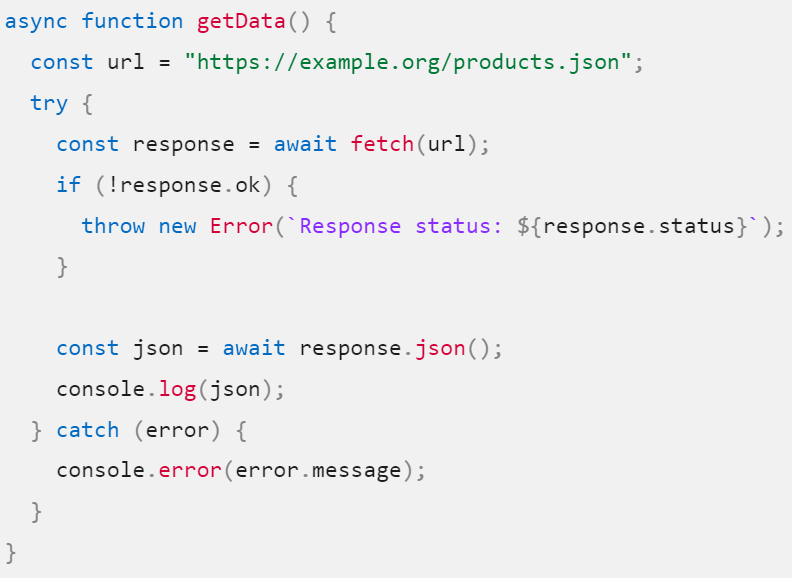 async function getData() {
  const url = "https://example.org/products.json";
  try {
    const response = await fetch(url);
    if (!response.ok) {
      throw new Error(`Response status: ${response.status}`);
    }

    const json = await response.json();
    console.log(json);
  } catch (error) {
    console.error(error.message);
  }
}